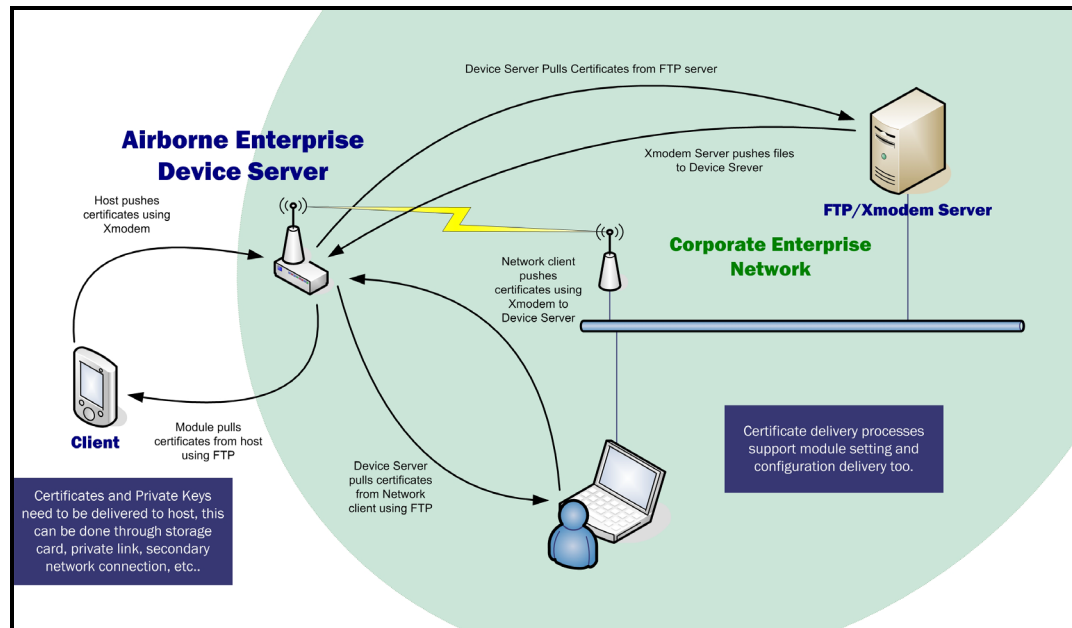 Device Server Pulls Certificates from FTP server
Airborne Enterprise
Device Server
Xmodem Server pushes files
to Device Srever
Host pushes
certificates using
Xmodem
FTP/Xmodem Server
Corporate Enterprise
Network
Network client
pushes
certificates using
Xmodem to
Device Server
Client
Module pulls
certificates from host
using FTP
Device Server
pulls certificates
from Network
client using FTP
Certificate delivery processes
support module setting and
configuration delivery too.
Certificates and Private Keys
need to be delivered to host, this
can be done through storage
card, private link, secondary
network connection, etc..